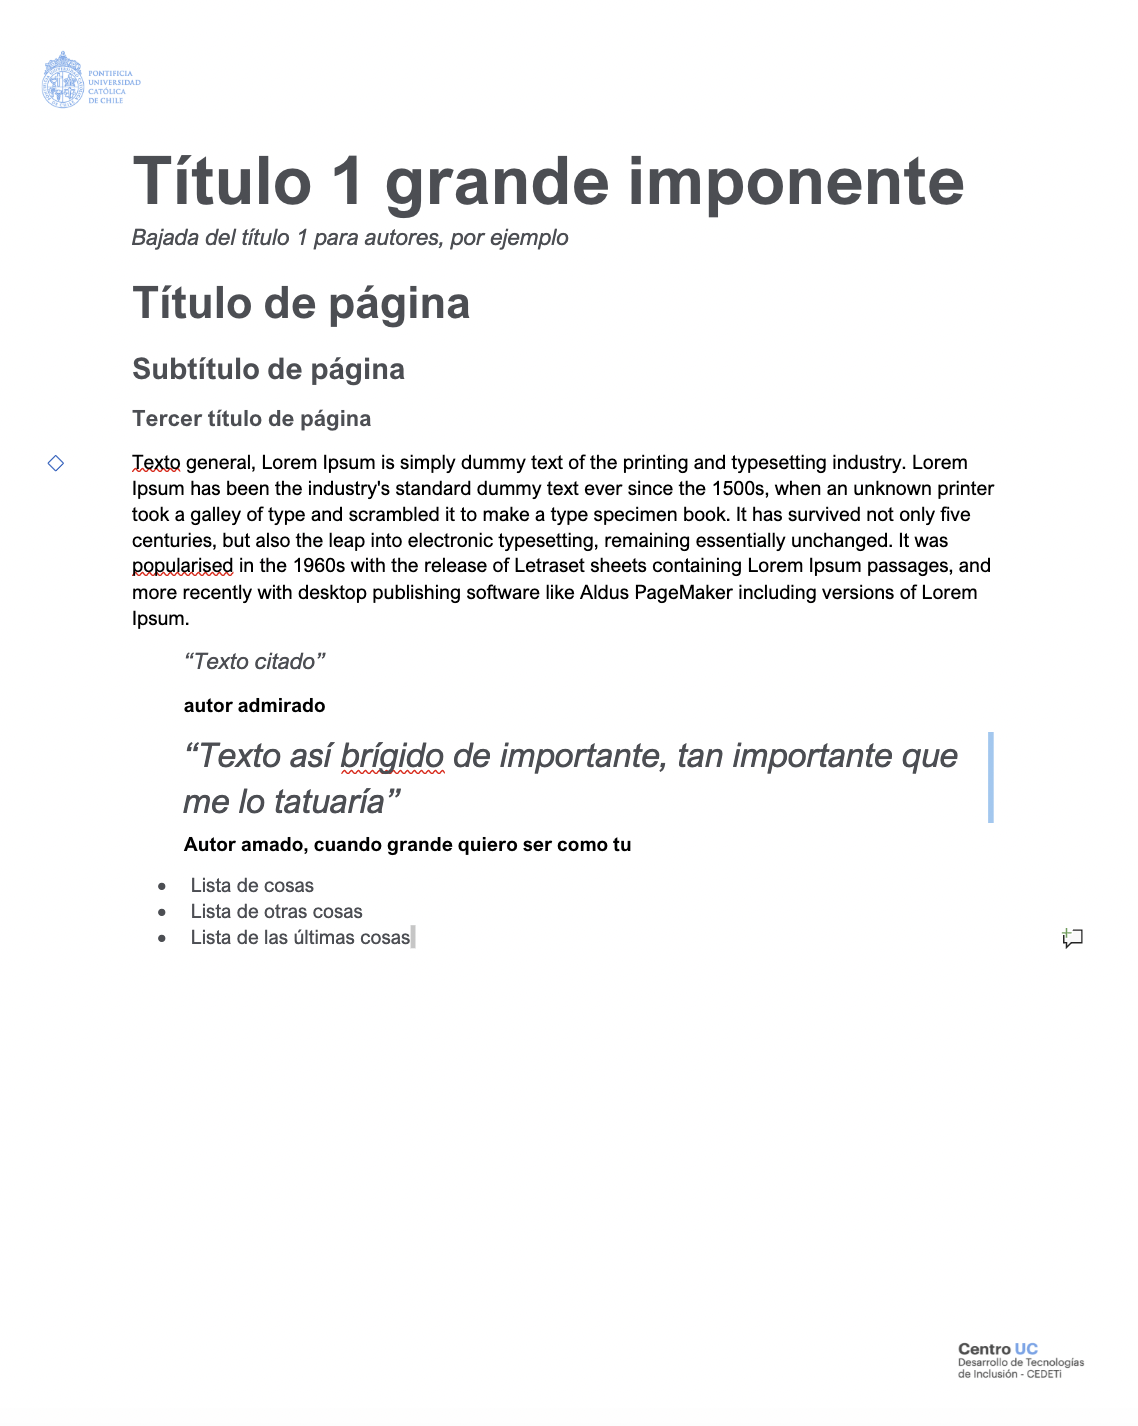 PONTIFICIA
UNIVERSIDAD
CATÓLICA
DE CHILE
Título 1 grande imponente
Bajada del título 1 para autores, por ejemplo
Título de página
Subtítulo de página
Tercer título de página
Texto general, Lorem Ipsum is simply dummy text of the printing and typesetting industry. Lorem
Ipsum has been the industry's standard dummy text ever since the 1500s, when an unknown printer
took a galley of type and scrambled it to make a type specimen book. It has survived not only five
centuries, but also the leap into electronic typesetting, remaining essentially unchanged. It was
popularised in the 1960s with the release of Letraset sheets containing Lorem Ipsum passages, and
more recently with desktop publishing software like Aldus PageMaker including versions of Lorem
Ipsum.
“Texto citado”
autor admirado
“Texto así brígido de importante, tan importante que
me lo tatuaría”
Autor amado, cuando grande quiero ser como tu
• Lista de cosas
• Lista de otras cosas
• Lista de las últimas cosas
Centro UC
Desarrollo de Tecnologías
de Inclusión - CEDETi